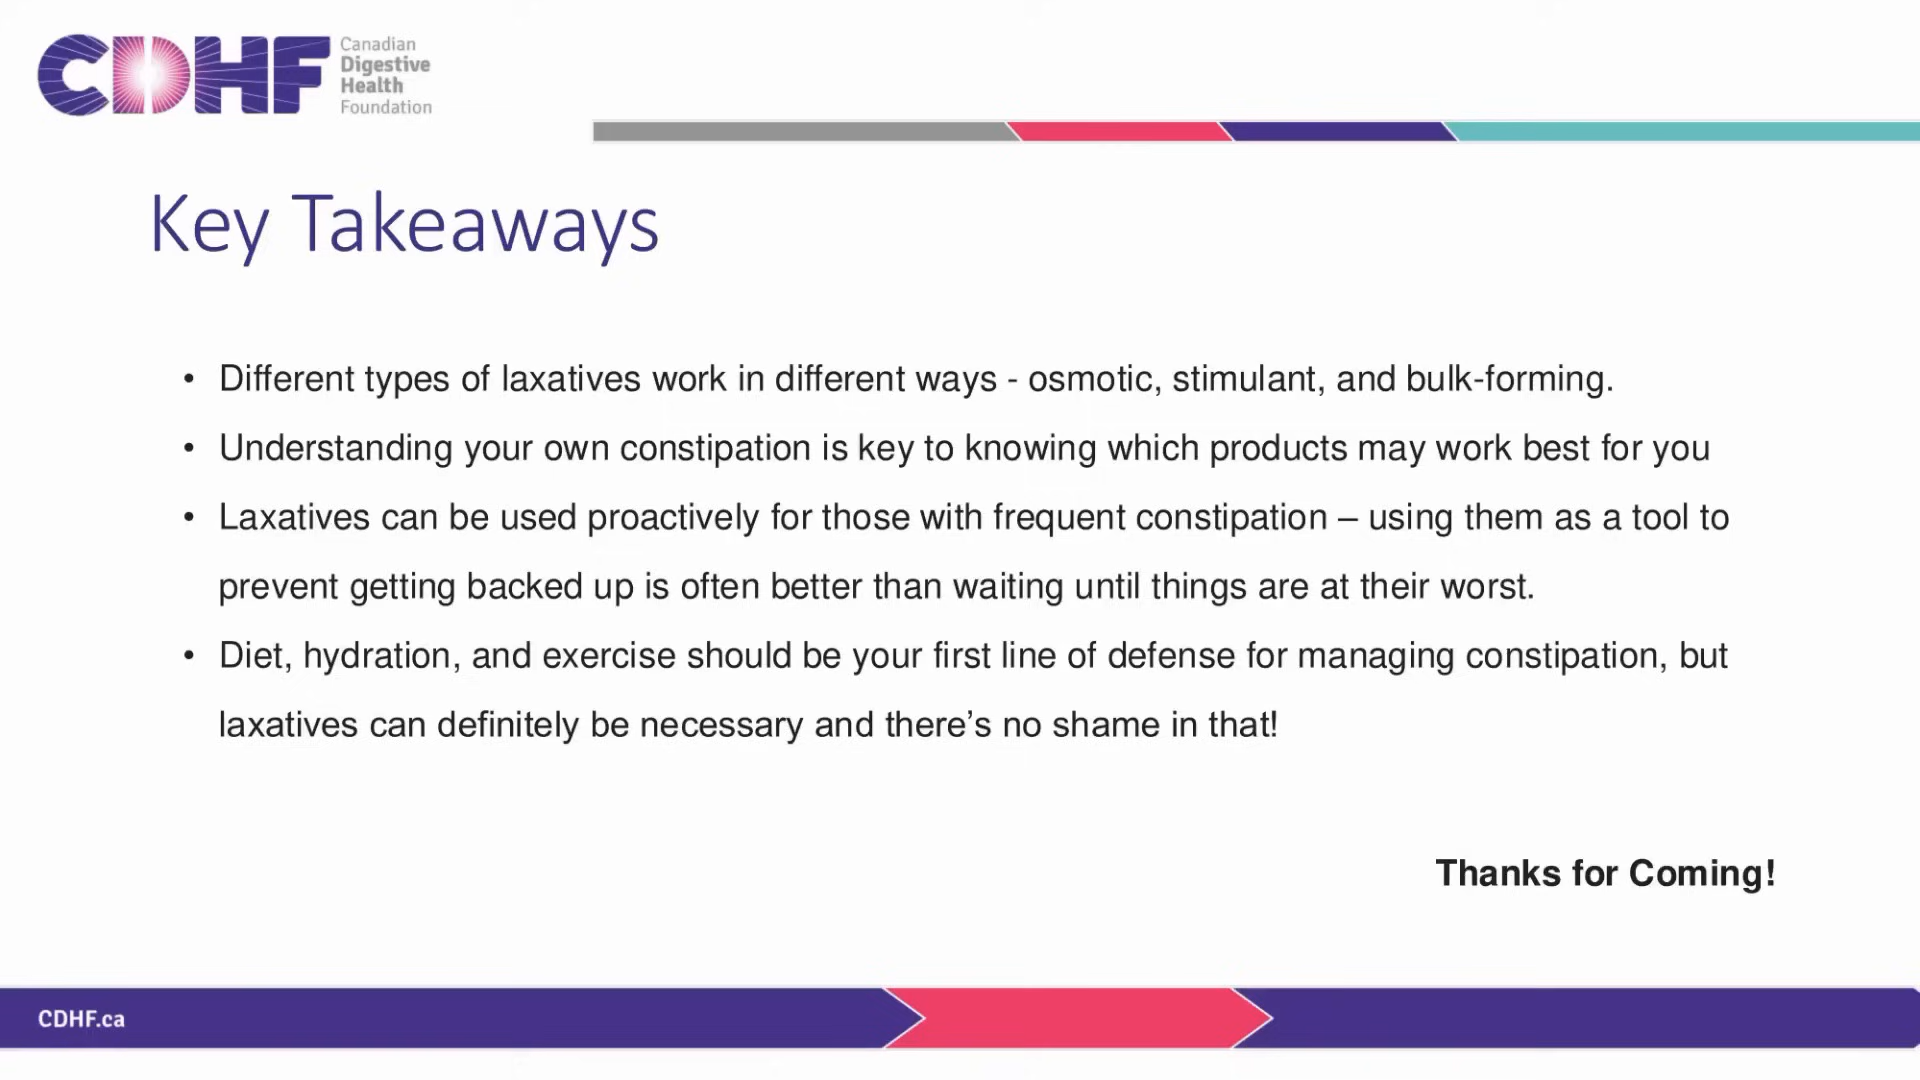 CDHF
Canadian
Digestive
Health
Foundation
Key Takeaways
• Different types of laxatives work in different ways - osmotic, stimulant, and bulk-forming.
• Understanding your own constipation is key to knowing which products may work best for you
• Laxatives can be used proactively for those with frequent constipation – using them as a tool to
prevent getting backed up is often better than waiting until things are at their worst.
• Diet, hydration, and exercise should be your first line of defense for managing constipation, but
laxatives can definitely be necessary and there’s no shame in that!
Thanks for Coming!
CDHF.ca